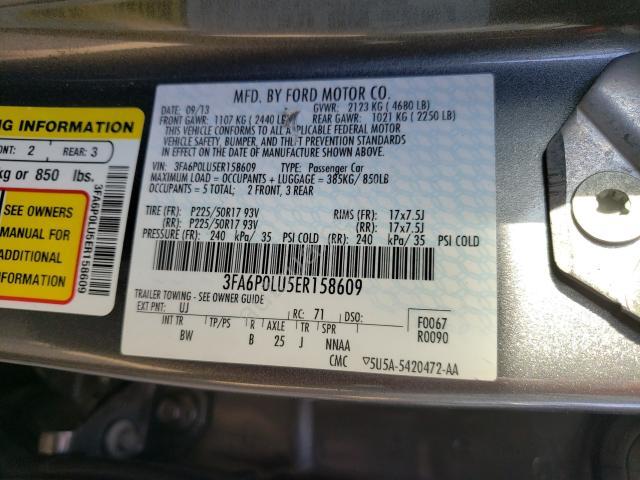 NG INFORMATION
ONT: 2 REAR: 3
kg or 850 lbs.
SEE OWNERS
MANUAL FOR
ADDITIONAL
INFORMATION
3FA6P0LU5ER158609
MFD. BY FORD MOTOR CO.
DATE: 09/13 GVWR: 2123 KG ( 4680 LB)
FRONT GAWR: 1107 KG ( 2440 LB) REAR GAWR: 1021 KG ( 2250 LB)
THIS VEHICLE CONFORMS TO ALL APPLICABLE FEDERAL MOTOR
VEHICLE SAFETY, BUMPER, AND THEFT PREVENTION STANDARDS
IN EFFECT ON THE DATE OF MANUFACTURE SHOWN ABOVE.
VIN: 3FA6P0LU5ER158609 TYPE: Passenger Car
MAXIMUM LOAD = OCCUPANTS + LUGGAGE = 385KG/ 850LB
OCCUPANTS = 5 TOTAL; 2 FRONT, 3 REAR
TIRE:(F) P225/50R17 93V RIMS:(F) 17x7.5J
(R): P225/50R17 93V (R): 17x7.5J
PRESSURE:(F) 240 kPa/ 35 PSI COLD (R): 240 kPa/ 35 PSI COLD
3FA6P0LU5ER158609
TRAILER TOWING - SEE OWNER GUIDE
EXT PNT: UJ RC: 71 DSO: F0067
INT TR TP/PS R AXLE TR SPR R0090
BW B 25 J NNAA
CMC ▽5U5A-5420472-AA